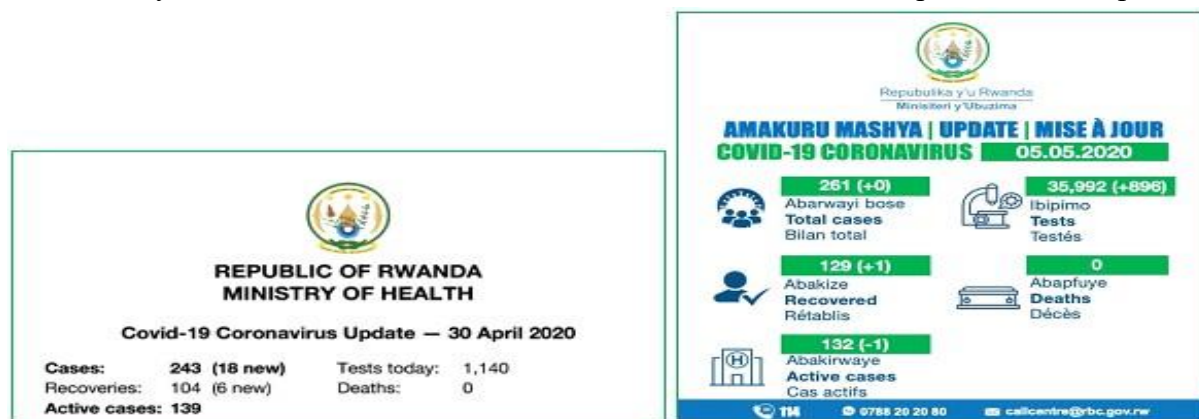 REPUBLIC OF RWANDA
MINISTRY OF HEALTH
Covid-19 Coronavirus Update — 30 April 2020
Cases: 243 (18 new) Tests today: 1,140
Recoveries: 104 (6 new) Deaths: 0
Active cases: 139
Republika y'u Rwanda
Minisiteri y'Ubuzima
AMAKURU MASHYA | UPDATE | MISE À JOUR
COVID-19 CORONAVIRUS 05.05.2020
261 (+0)
Abarwayi bose
Total cases
Bilan total
35,992 (+896)
Ibipimo
Tests
Testés
129 (+1)
Abakize
Recovered
Rétablis
0
Abapfuye
Deaths
Décès
132 (-1)
Abakirwaye
Active cases
Cas actifs
114 0788 20 20 80 callcentre@rbc.gov.rw